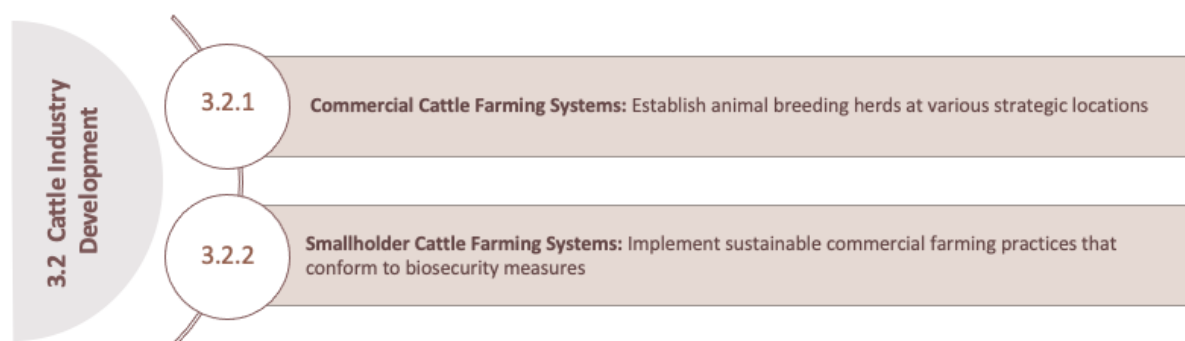 3.2 Cattle Industry
Development
3.2.1
Commercial Cattle Farming Systems: Establish animal breeding herds at various strategic locations
3.2.2
Smallholder Cattle Farming Systems: Implement sustainable commercial farming practices that
conform to biosecurity measures